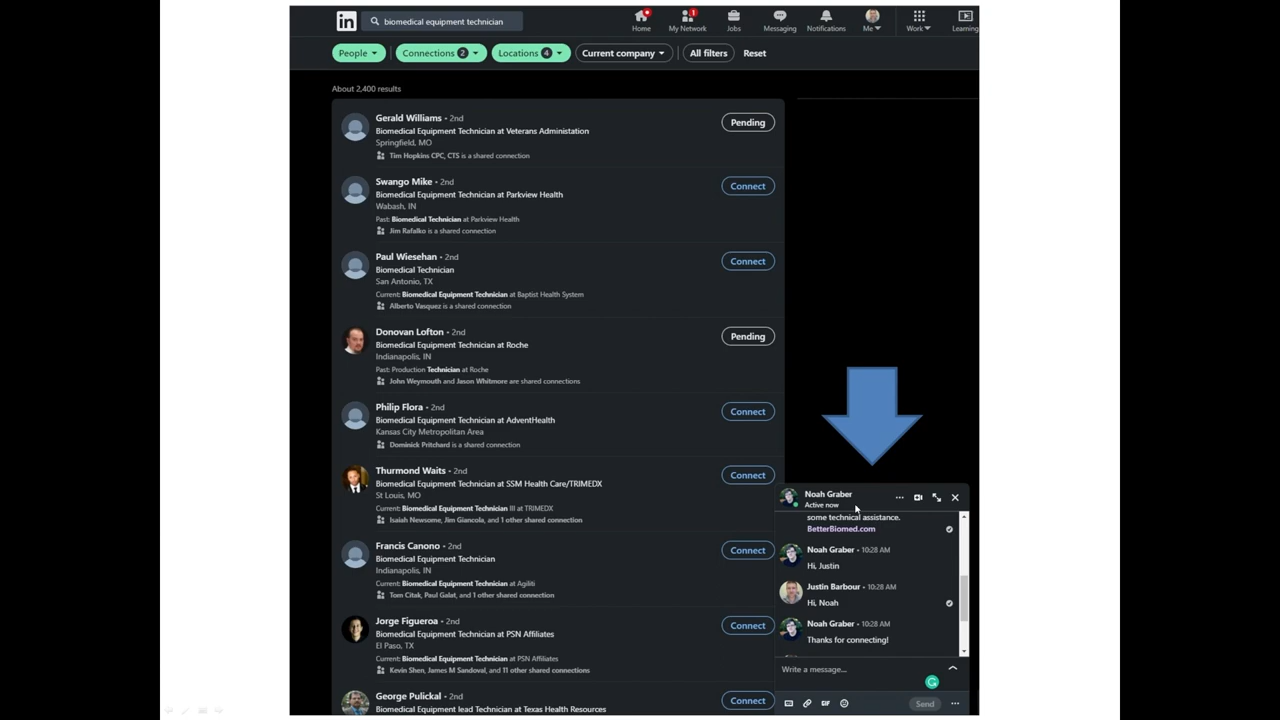 in
biomedical equipment technician
Home
1
My Network
Jobs
Messaging
Notifications
Me
Work
Learning
People
Connections 2
Locations 4
Current company
All filters
Reset
About 2,400 results
Gerald Williams • 2nd
Biomedical Equipment Technician at Veterans Administation
Springfield, MO
Tim Hopkins CPC, CTS is a shared connection
Pending
Swango Mike • 2nd
Biomedical Equipment Technician at Parkview Health
Wabash, IN
Past: Biomedical Technician at Parkview Health
Jim Rafalko is a shared connection
Connect
Paul Wiesehan • 2nd
Biomedical Technician
San Antonio, TX
Current: Biomedical Equipment Technician at Baptist Health System
Alberto Vasquez is a shared connection
Connect
Donovan Lofton • 2nd
Biomedical Equipment Technician at Roche
Indianapolis, IN
Past: Production Technician at Roche
John Weymouth and Jason Whitmore are shared connections
Pending
Philip Flora • 2nd
Biomedical Equipment Technician at AdventHealth
Kansas City Metropolitan Area
Dominick Pritchard is a shared connection
Connect
Thurmond Waits • 2nd
Biomedical Equipment Technician at SSM Health Care/TRIMEDX
St Louis, MO
Current: Biomedical Equipment Technician III at TRIMEDX
Isaiah Newsome, Jim Giancola, and 1 other shared connection
Connect
Francis Canono • 2nd
Biomedical Equipment Technician
Indianapolis, IN
Current: Biomedical Equipment Technician at Agiliti
Tom Citak, Paul Galat, and 1 other shared connection
Connect
Jorge Figueroa • 2nd
Biomedical Equipment Technician at PSN Affiliates
El Paso, TX
Current: Biomedical Equipment Technician at PSN Affiliates
Kevin Shen, James M Sandoval, and 11 other shared connections
Connect
George Pulickal • 2nd
Biomedical Equipment lead Technician at Texas Health Resources
Connect
Noah Graber
Active now
some technical assistance.
BetterBiomed.com
Noah Graber • 10:28 AM
Hi, Justin
Justin Barbour • 10:28 AM
Hi, Noah
Noah Graber • 10:28 AM
Thanks for connecting!
Write a message...
GIF
Send